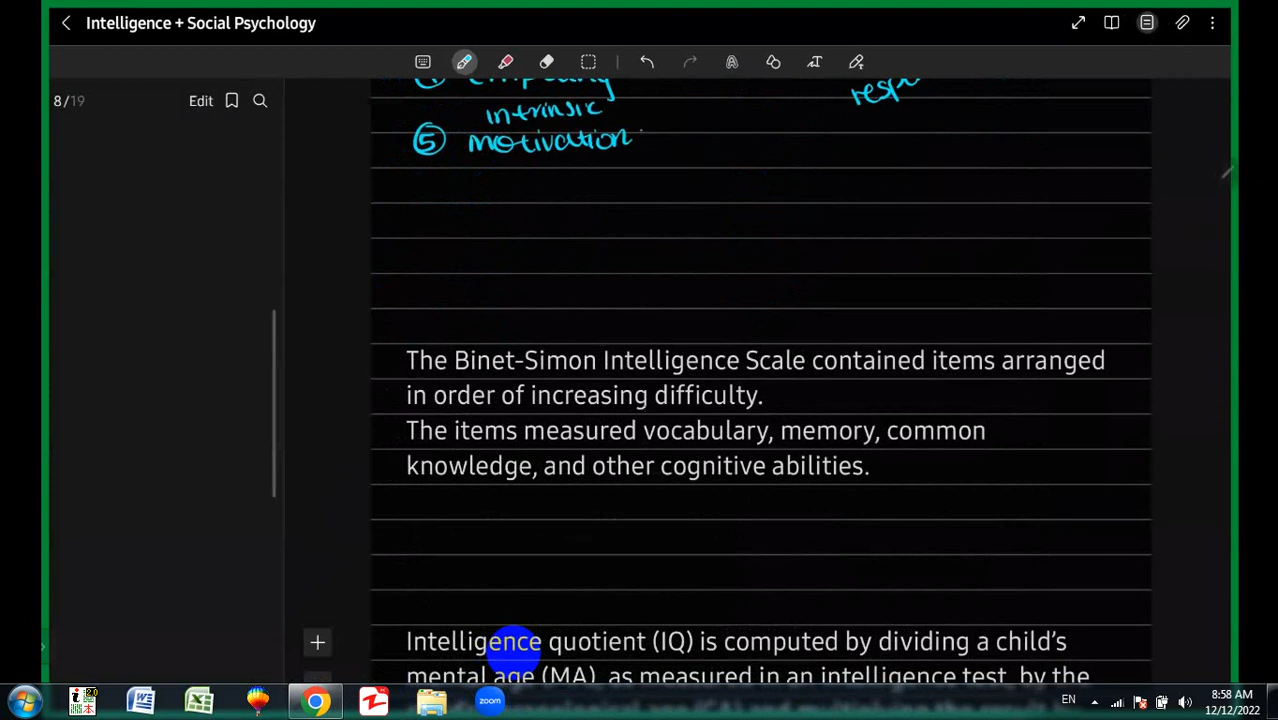 Intelligence + Social Psychology
8/19
Edit
intrinsic
⑤ motivation
The Binet-Simon Intelligence Scale contained items arranged
in order of increasing difficulty.
The items measured vocabulary, memory, common
knowledge, and other cognitive abilities.
Intelligence quotient (IQ) is computed by dividing a child's
mental age (MA), as measured in an intelligence test, by the
zoom
EN
8:58 AM
12/12/2022